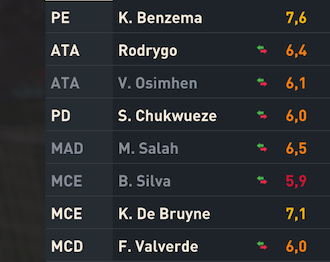 PE K. Benzema 7,6
ATA Rodrygo 6,4
ATA V. Osimhen 6,1
PD S. Chukwueze 6,0
MAD M. Salah 6,5
MCE B. Silva 5,9
MCE K. De Bruyne 7,1
MCD F. Valverde 6,0